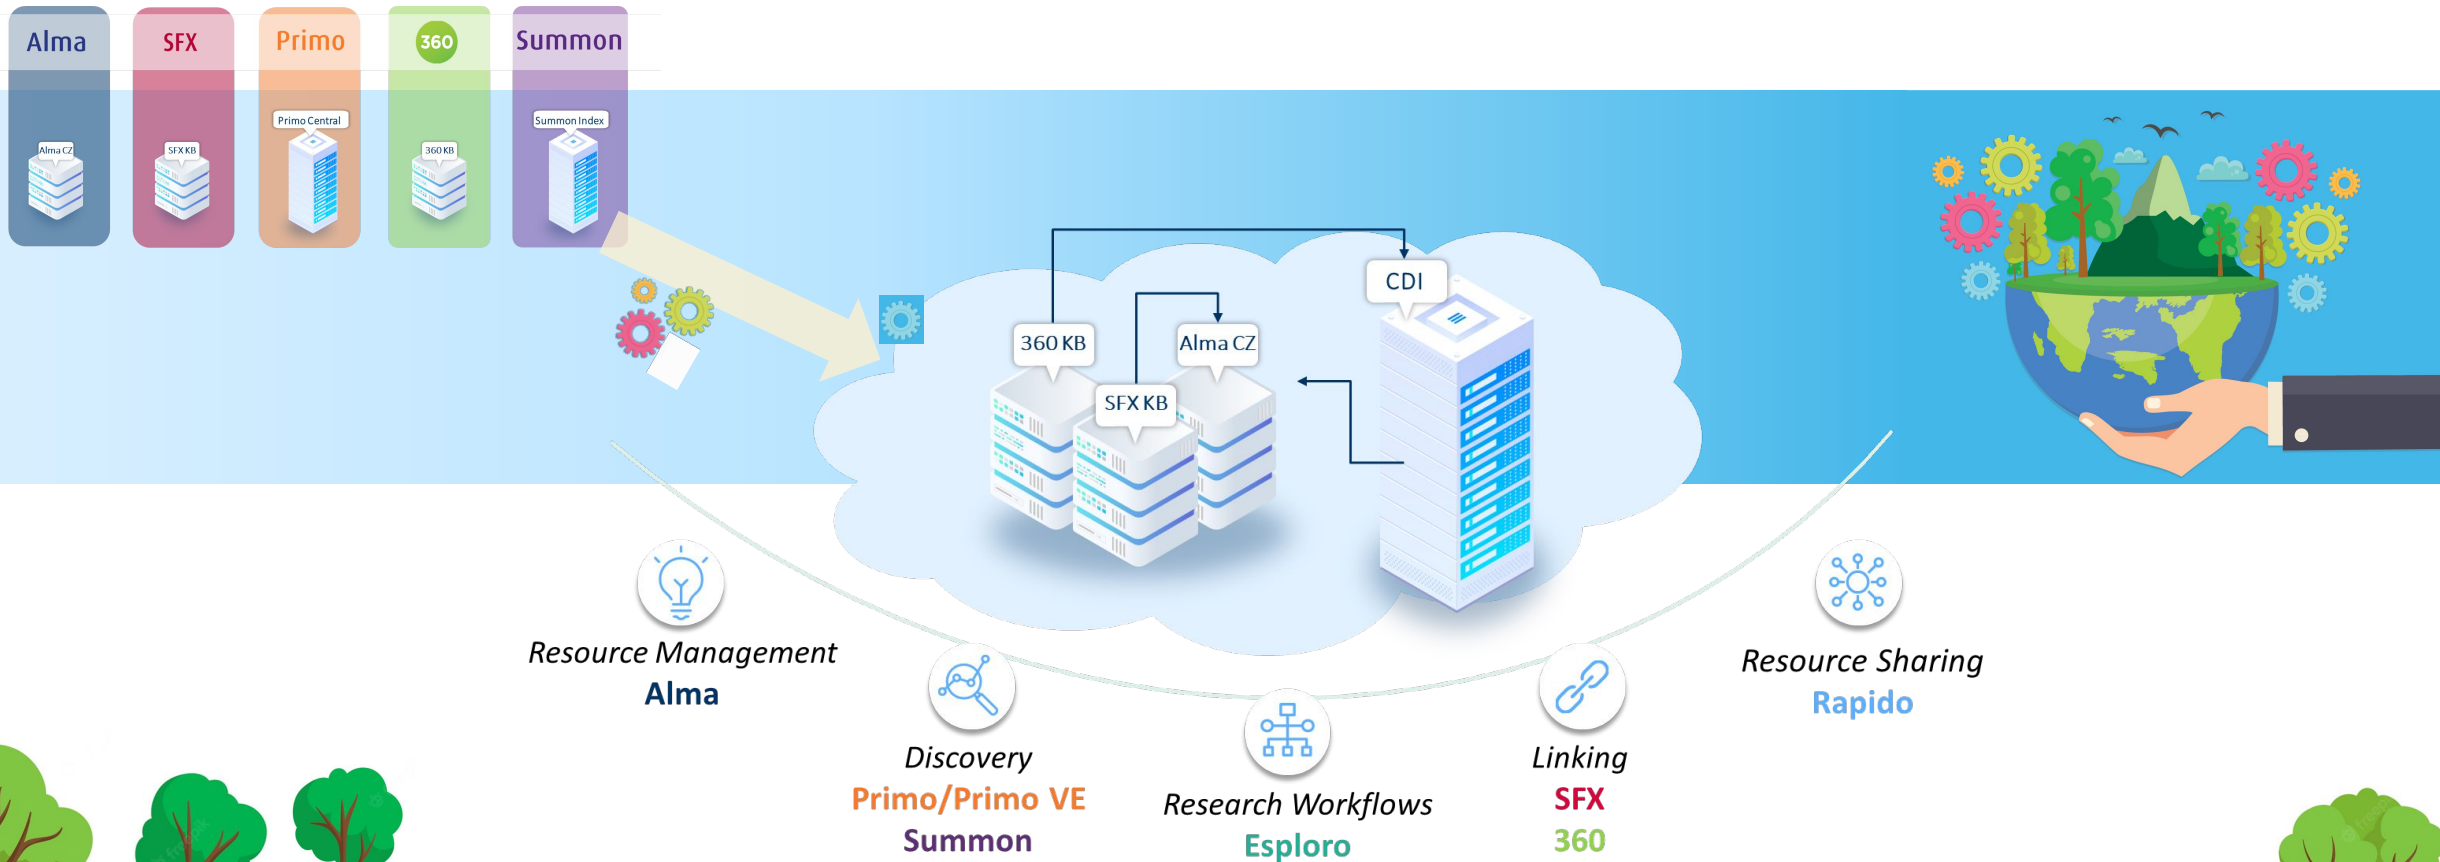 Alma
SFX
Primo
360
Summon
Alma CZ
SFX KB
Primo Central
360 KB
Summon Index
CDI
360 KB
Alma CZ
SFX KB
Resource Management
Alma
Discovery
Primo/Primo VE
Summon
Research Workflows
Esploro
Linking
SFX
360
Resource Sharing
Rapido